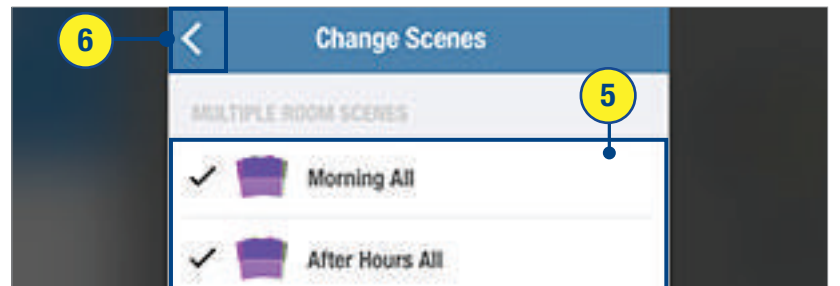 6
Change Scenes
5
MULTIPLE ROOM SCENES
Morning All
After Hours All